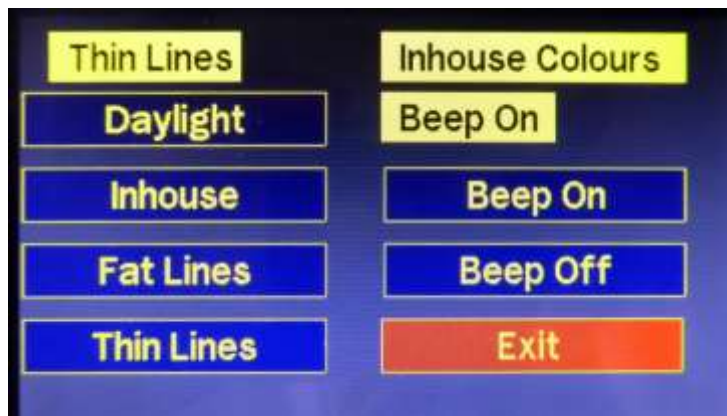 Thin Lines
Inhouse Colours
Daylight
Beep On
Inhouse
Beep On
Fat Lines
Beep Off
Thin Lines
Exit